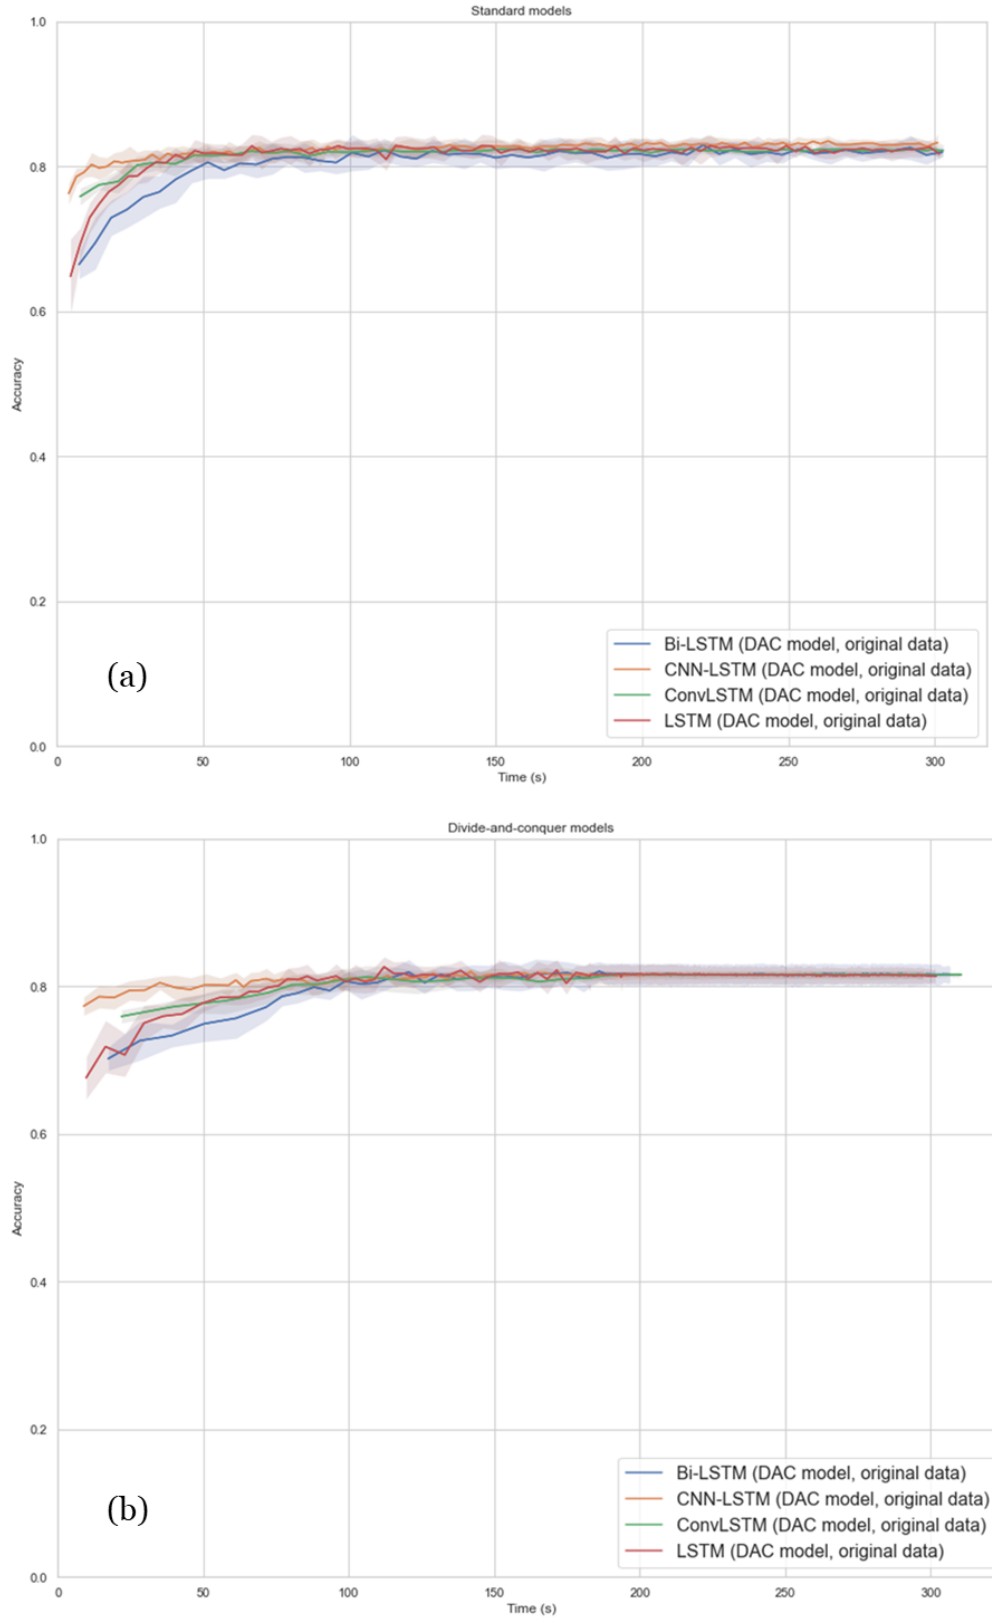 Standard models
1.0
0.8
0.6
Accuracy
0.4
0.2
Bi-LSTM (DAC model, original data)
(a)
CNN-LSTM (DAC model, original data)
ConvLSTM (DAC model, original data)
LSTM (DAC model, original data)
0.0
0 50 100 150 200 250 300
Time (s)
Divide-and-conquer models
1.0
0.8
0.6
Accuracy
0.4
0.2
Bi-LSTM (DAC model, original data)
(b)
CNN-LSTM (DAC model, original data)
ConvLSTM (DAC model, original data)
LSTM (DAC model, original data)
0.0
0 50 100 150 200 250 300
Time (s)